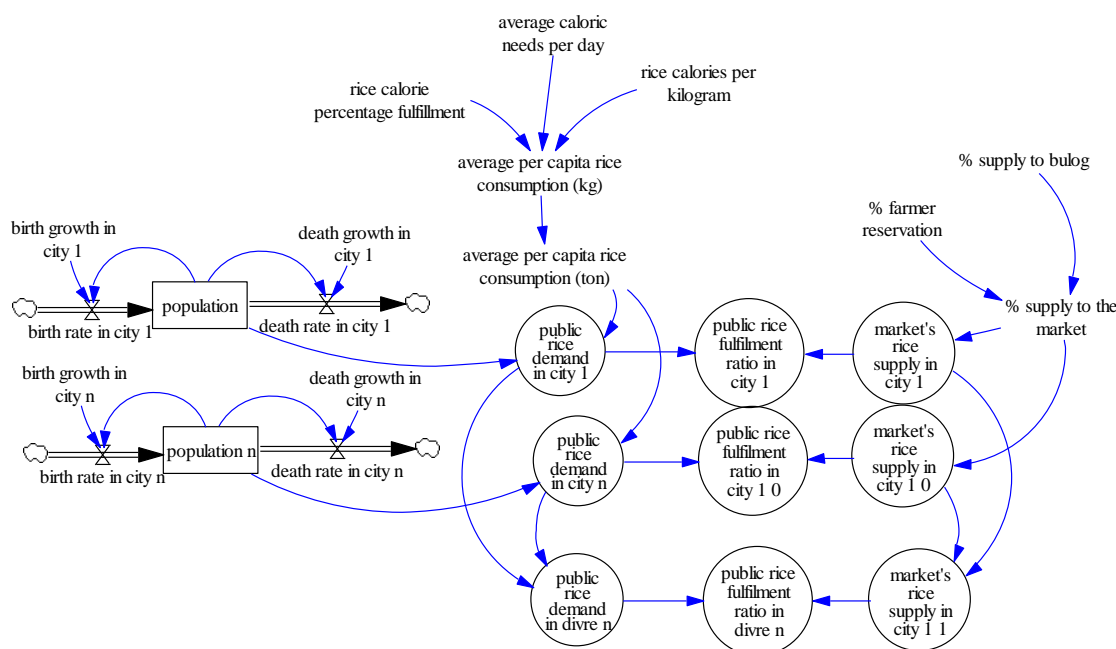 average caloric
needs per day
rice calorie
percentage fulfillment
rice calories per
kilogram
average per capita rice
consumption (kg)
% supply to bulog
% farmer
reservation
birth growth in
city 1
death growth in
city 1
average per capita rice
consumption (ton)
population
birth rate in city 1
death rate in city 1
% supply to the
market
public
rice
demand
in city 1
public rice
fulfilment
ratio in
city 1
market's
rice
supply in
city 1
birth growth in
city n
death growth in
city n
population n
birth rate in city n
death rate in city n
public
rice
demand
in city n
public rice
fulfilment
ratio in
city 1 0
market's
rice
supply in
city 1 0
public
rice
demand
in divre n
public rice
fulfilment
ratio in
divre n
market's
rice
supply in
city 1 1